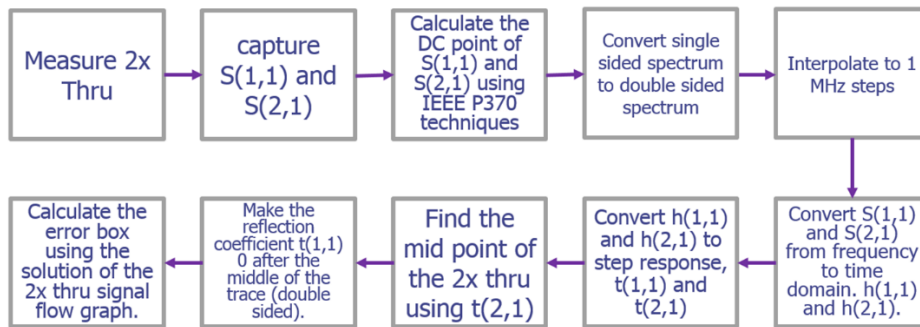 Measure 2x
Thru
capture
S(1,1) and
S(2,1)
Calculate the
DC point of
S(1,1) and
S(2,1) using
IEEE P370
techniques
Convert single
sided spectrum
to double sided
spectrum
Interpolate to 1
MHz steps
Convert S(1,1)
and S(2,1)
from frequency
to time
domain. h(1,1)
and h(2,1).
Convert h(1,1)
and h(2,1) to
step response,
t(1,1) and
t(2,1)
Find the
mid point of
the 2x thru
using t(2,1)
Make the
reflection
coefficient t(1,1)
0 after the
middle of the
trace (double
sided).
Calculate the
error box
using the
solution of the
2x thru signal
flow graph.